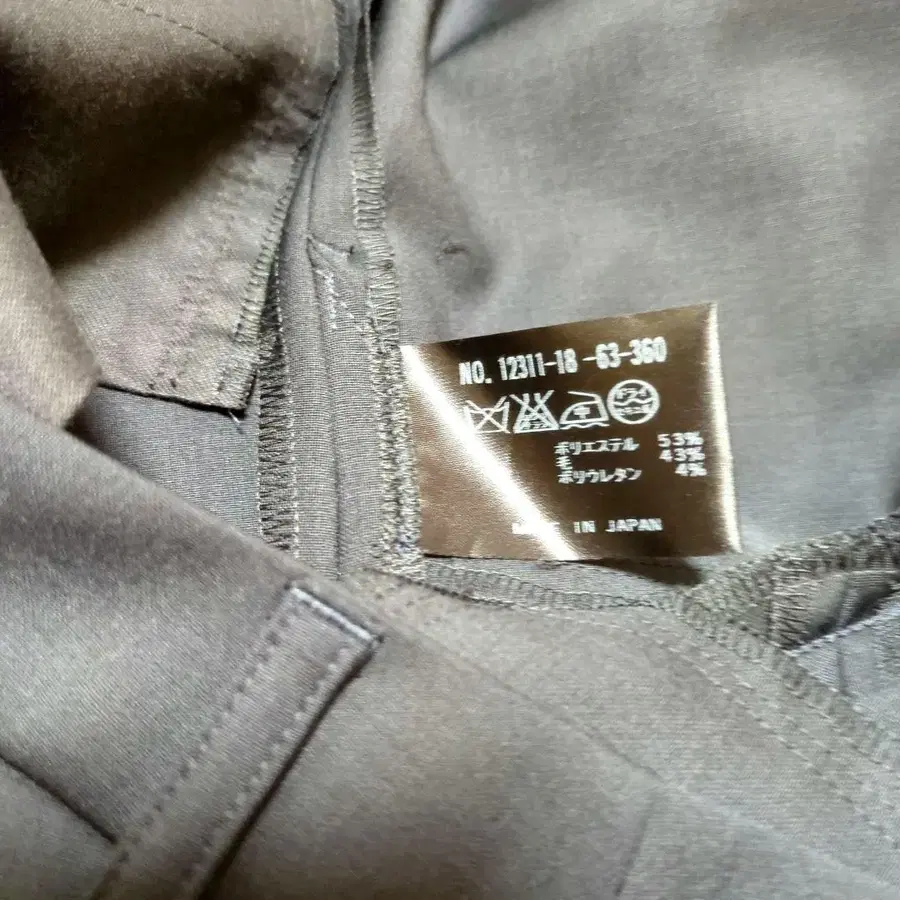 NO. 12311-18-63-360
中
ポリエステル 53%
毛 43%
ポリウレタン 4%
IN JAPAN